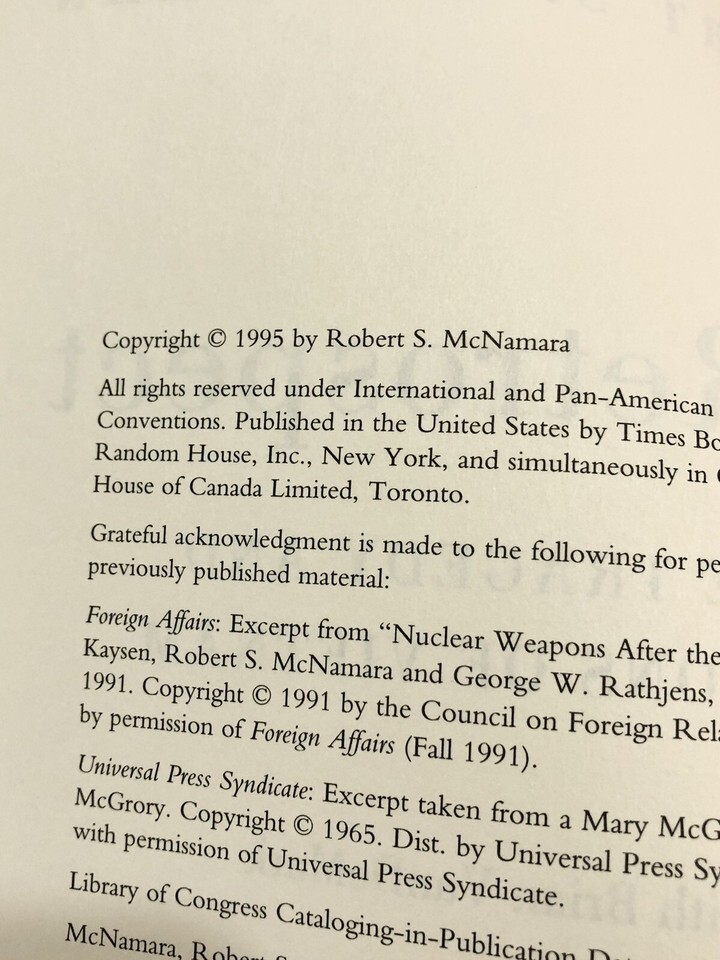 Copyright © 1995 by Robert S. McNamara
All rights reserved under International and Pan-American
Conventions. Published in the United States by Times
Random House, Inc., New York, and simultaneously in
House of Canada Limited, Toronto.
Grateful acknowledgment is made to the following for
previously published material:
Foreign Affairs: Excerpt from “Nuclear Weapons After the
Kaysen, Robert S. McNamara and George W. Rathjens,
1991. Copyright © 1991 by the Council on Foreign
by permission of Foreign Affairs (Fall 1991).
Universal Press Syndicate: Excerpt taken from a Mary
McGrory. Copyright © 1965. Dist. by Universal Press
with permission of Universal Press Syndicate.
Library of Congress Cataloging-in-Publication
McNamara, Robert